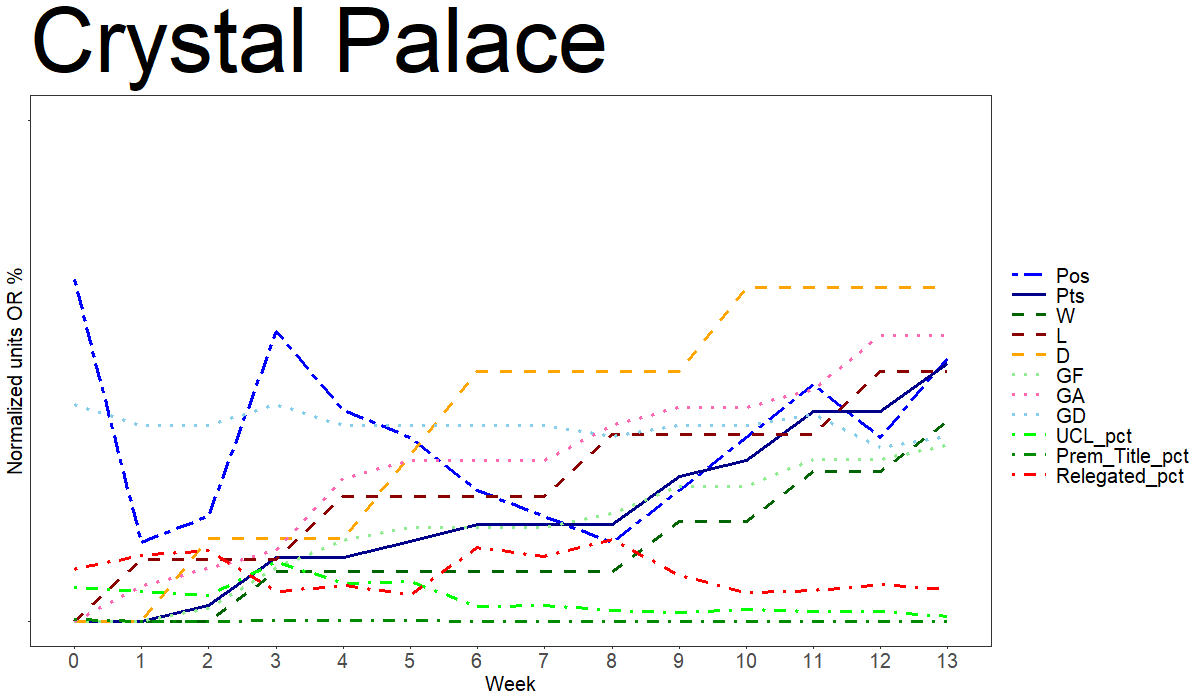 Crystal Palace
Normalized units OR %
0 1 2 3 4 5 6 7 8 9 10 11 12 13
Week
Pos
Pts
W
L
D
GF
GA
GD
UCL_pct
Prem_Title_pct
Relegated_pct